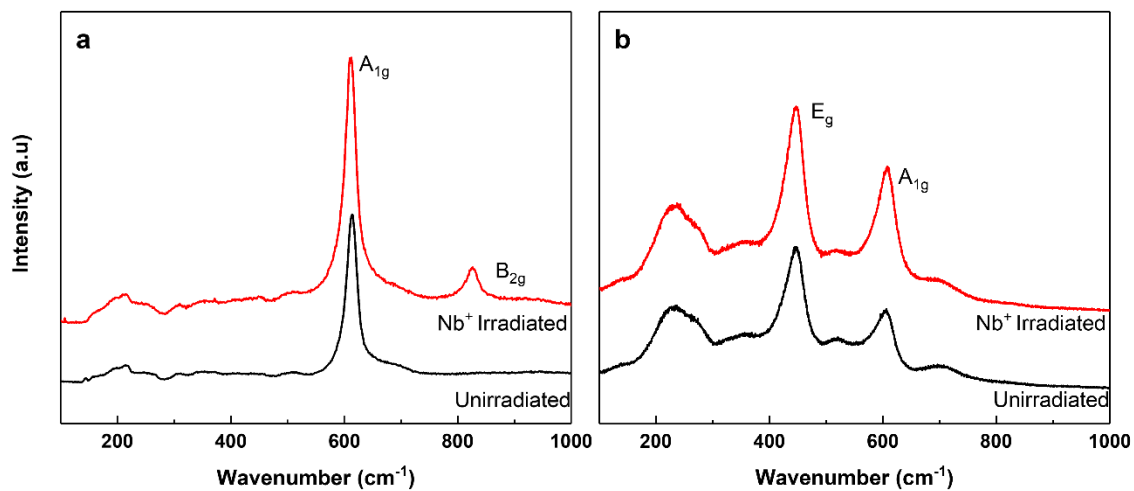 a
A1g
B2g
Nb+ Irradiated
Unirradiated
200
400
600
800
1000
Wavenumber (cm-1)
Intensity (a.u)
b
Eg
A1g
Nb+ Irradiated
Unirradiated
200
400
600
800
1000
Wavenumber (cm-1)